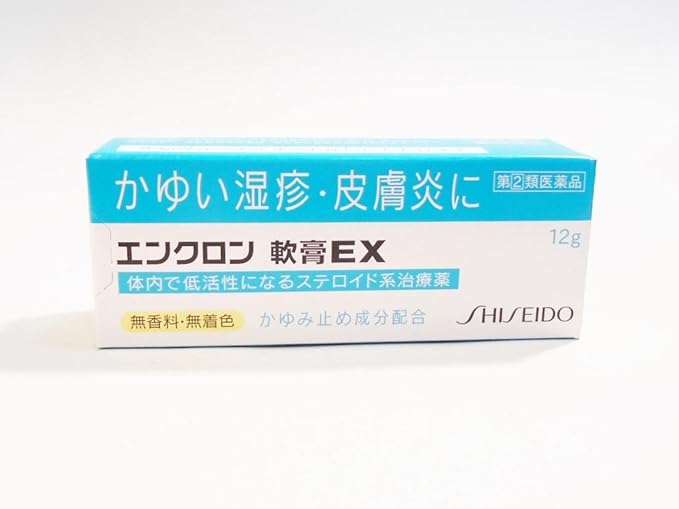 かゆい湿疹・皮膚炎に
第②類医薬品
エンクロン 軟膏EX
12g
体内で低活性になるステロイド系治療薬
無香料・無着色
かゆみ止め成分配合
SHISEIDO